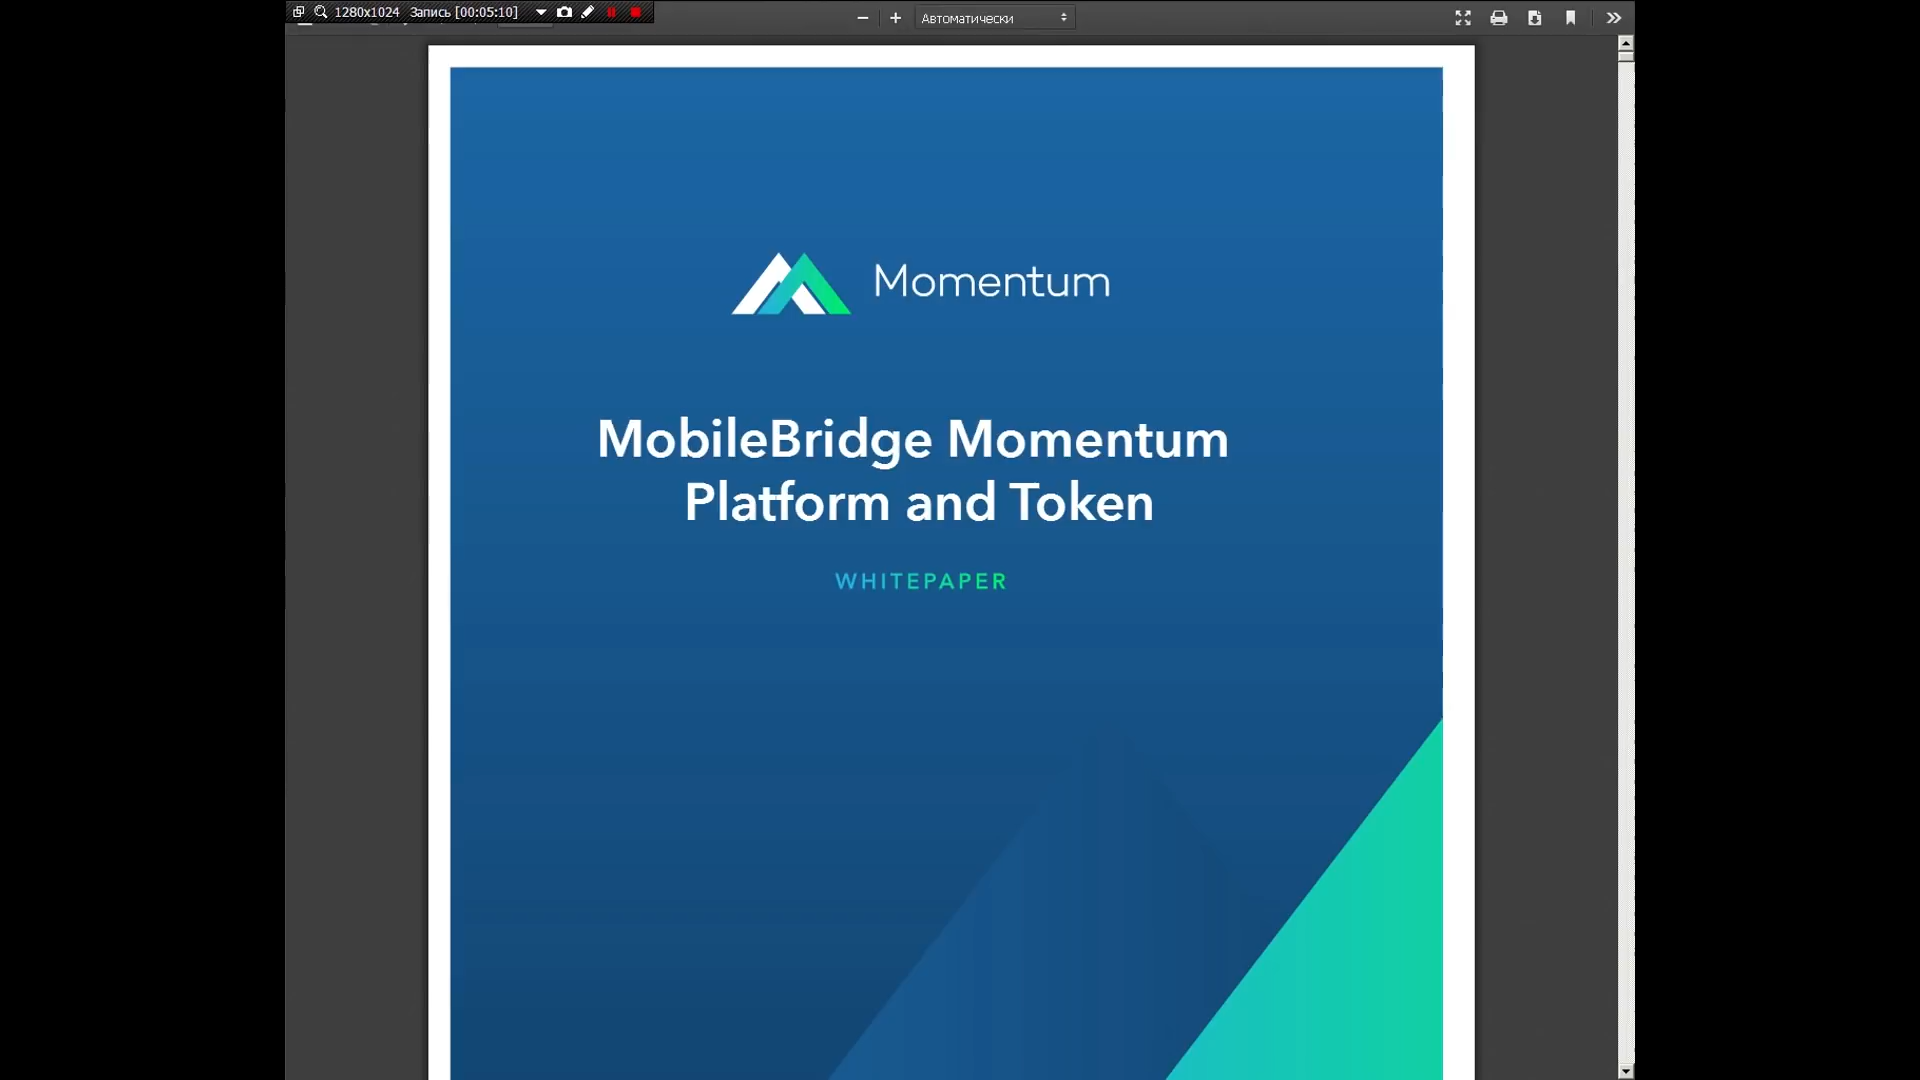 1280x1024 Запись [00:05:10]
Автоматически
Momentum
MobileBridge Momentum
Platform and Token
WHITEPAPER